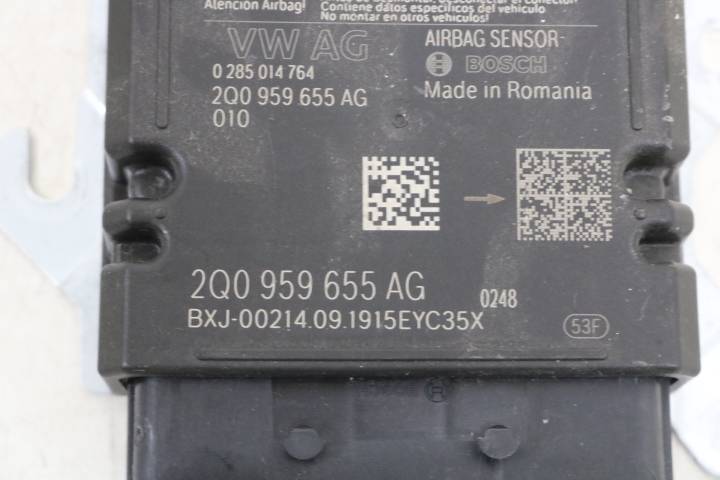 Atención Airbag!
Contiene datos específicos del vehículo
No montar en otros vehículos!
VW AG
AIRBAG SENSOR
BOSCH
0 285 014 764
2Q0 959 655 AG
Made in Romania
010
2Q0 959 655 AG
0248
BXJ-00214.09.1915EYC35X
53F